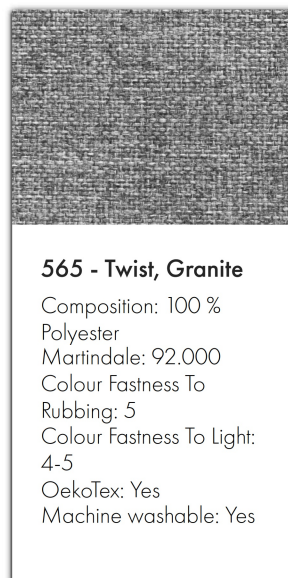 565 - Twist, Granite
Composition: 100 %
Polyester
Martindale: 92.000
Colour Fastness To
Rubbing: 5
Colour Fastness To Light:
4-5
OekoTex: Yes
Machine washable: Yes